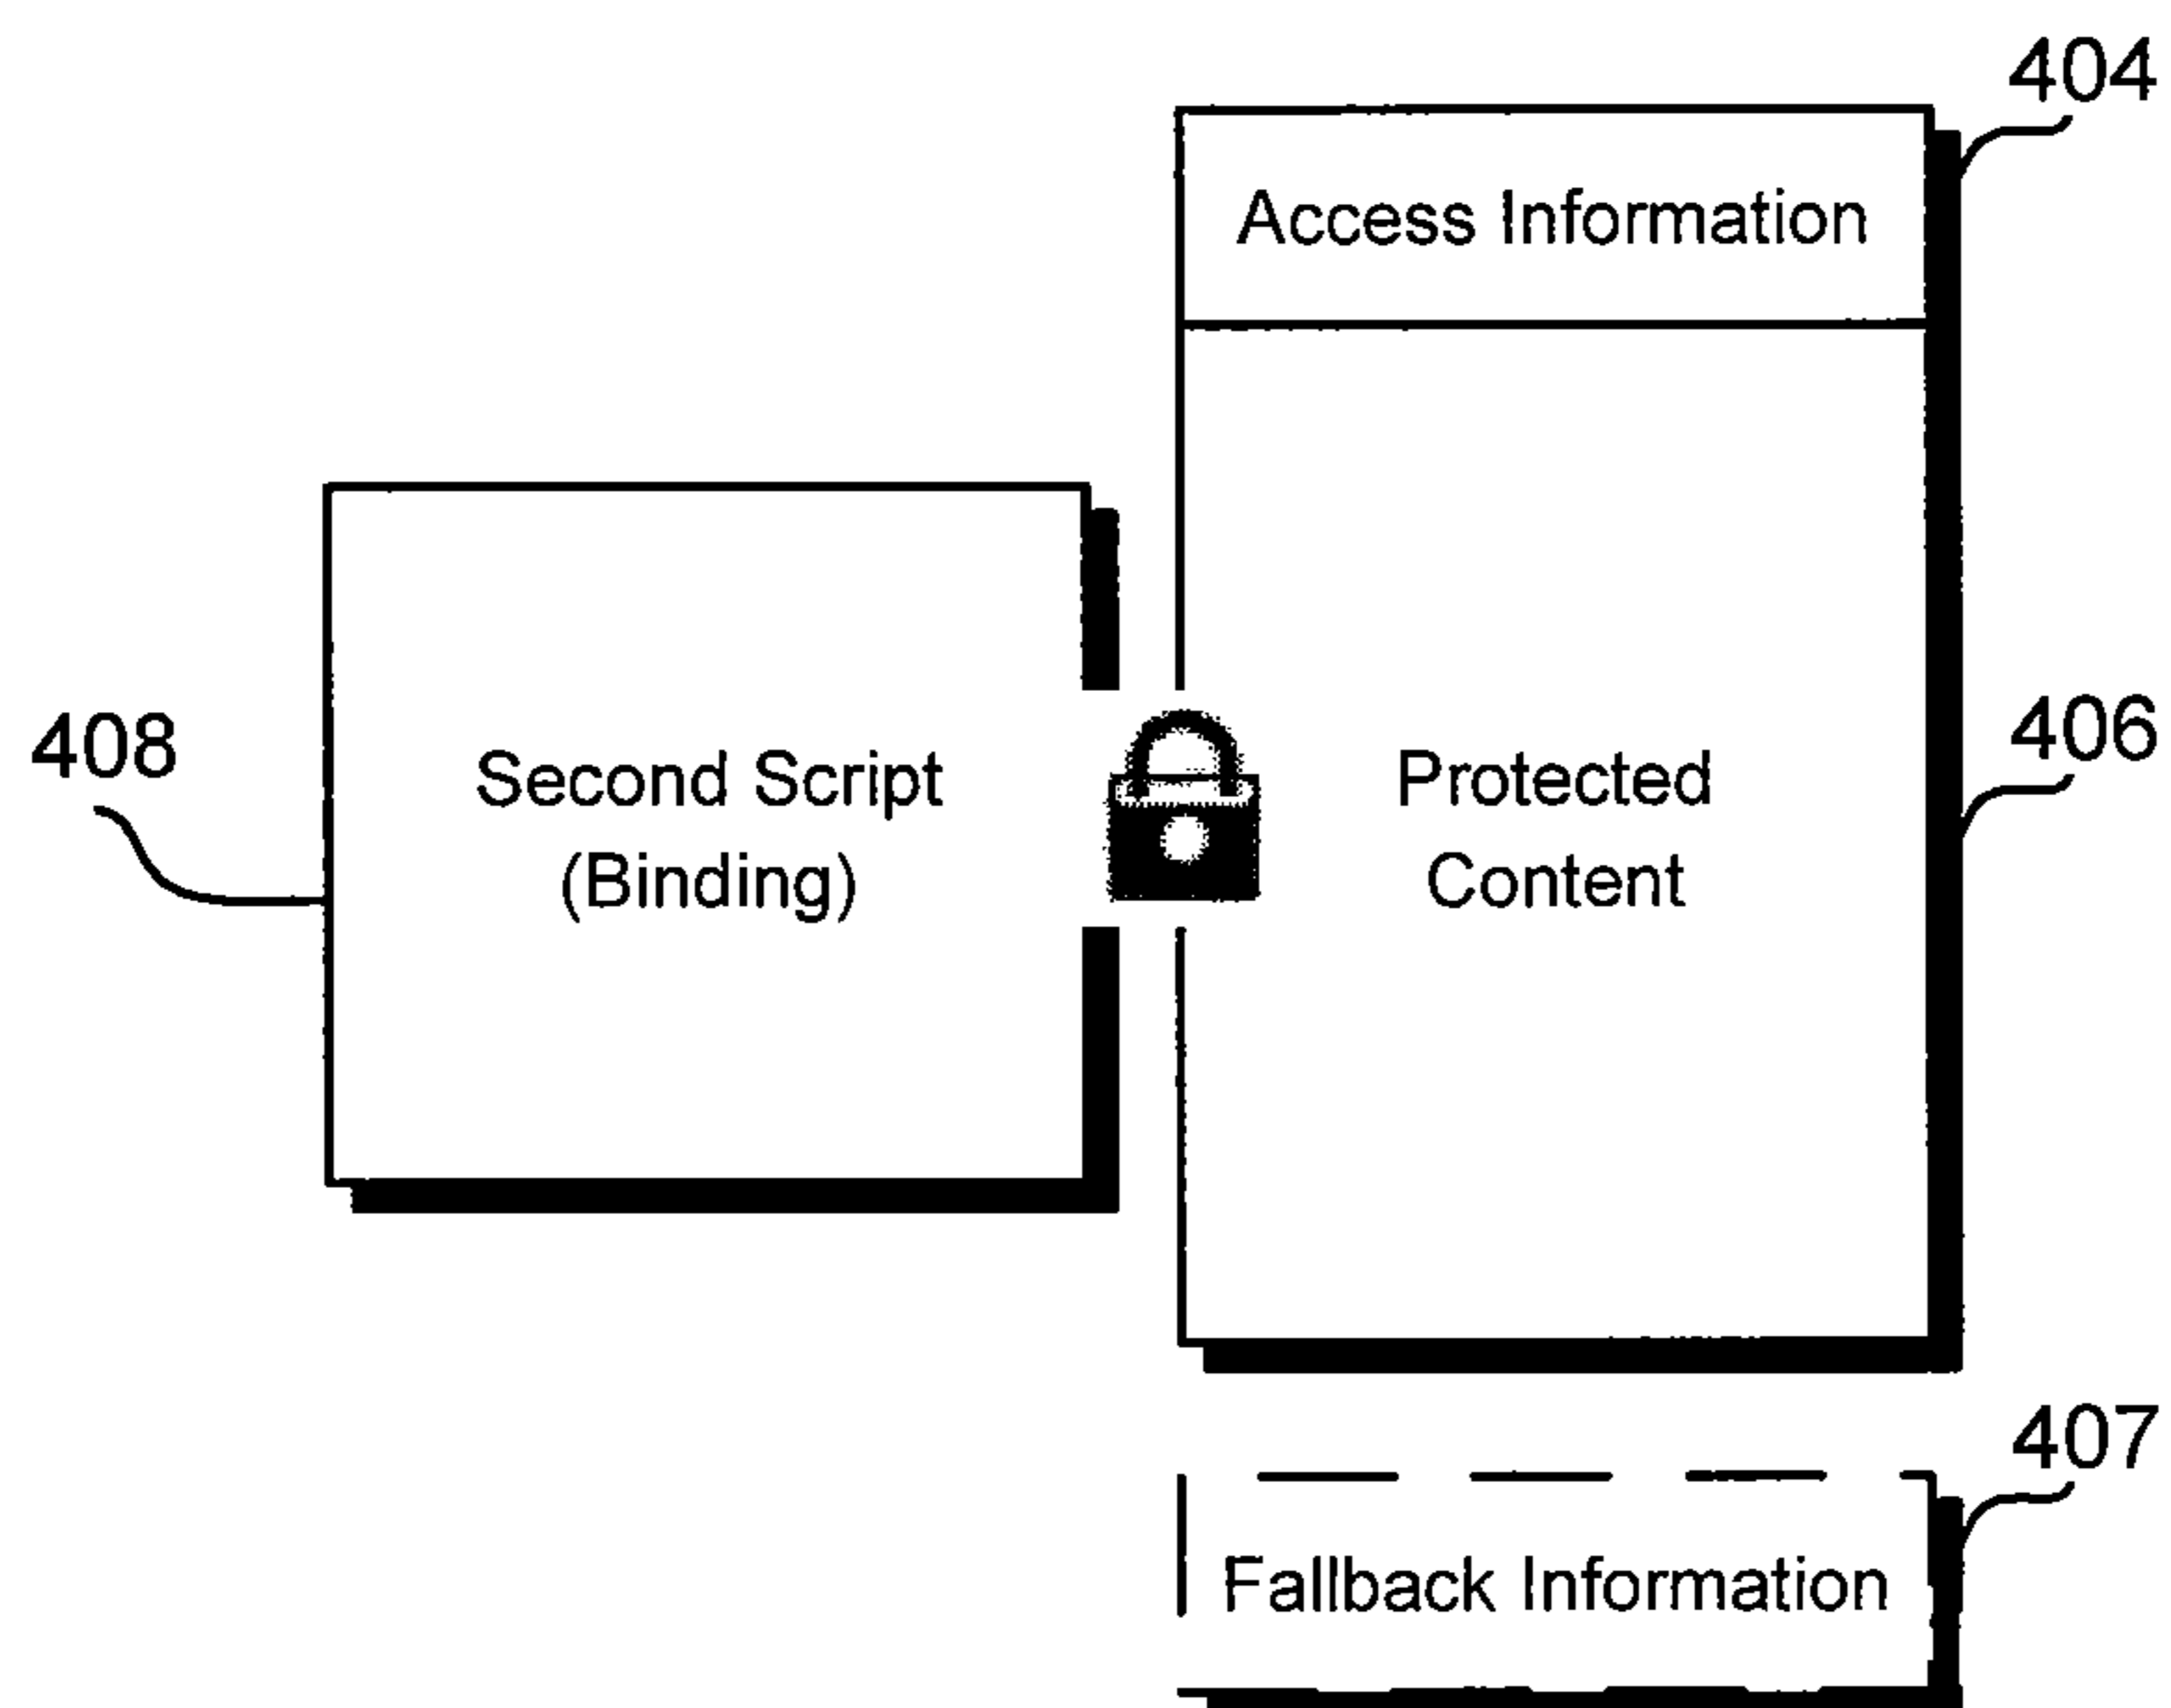 404
Access Information
408
Second Script
(Binding)
Protected
Content
406
407
Fallback Information